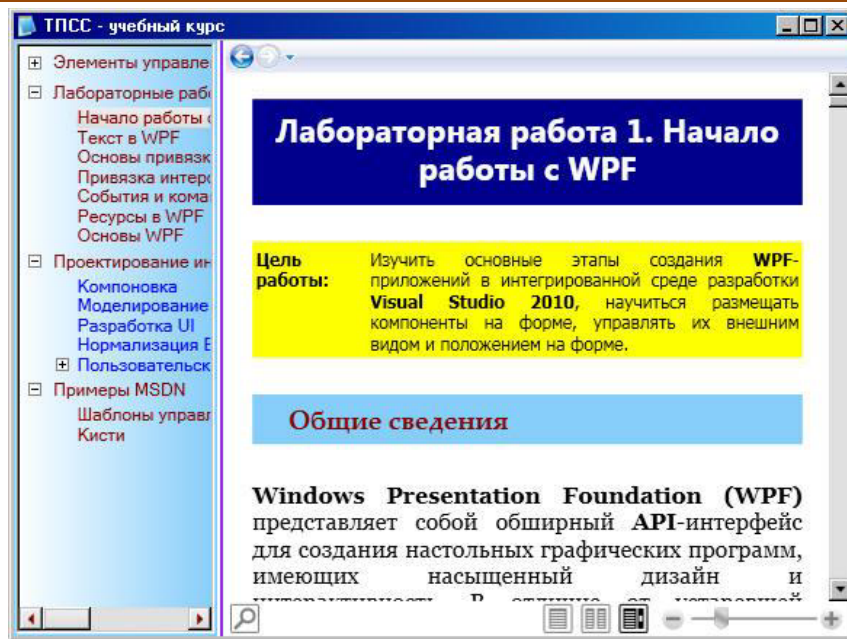 ТПСС - учебный курс
Элементы управле
Лабораторные раб
Начало работы с
Текст в WPF
Основы привязк
Привязка интер
События и кома
Ресурсы в WPF
Основы WPF
Проектирование ин
Компоновка
Моделирование
Разработка UI
Нормализация
Пользовательск
Примеры MSDN
Шаблоны управл
Кисти
Лабораторная работа 1. Начало
работы с WPF
Цель
работы:
Изучить основные этапы создания WPF-
приложений в интегрированной среде разработки
Visual Studio 2010, научиться размещать
компоненты на форме, управлять их внешним
видом и положением на форме.
Общие сведения
Windows Presentation Foundation (WPF)
представляет собой обширный API-интерфейс
для создания настольных графических программ,
имеющих насыщенный дизайн и